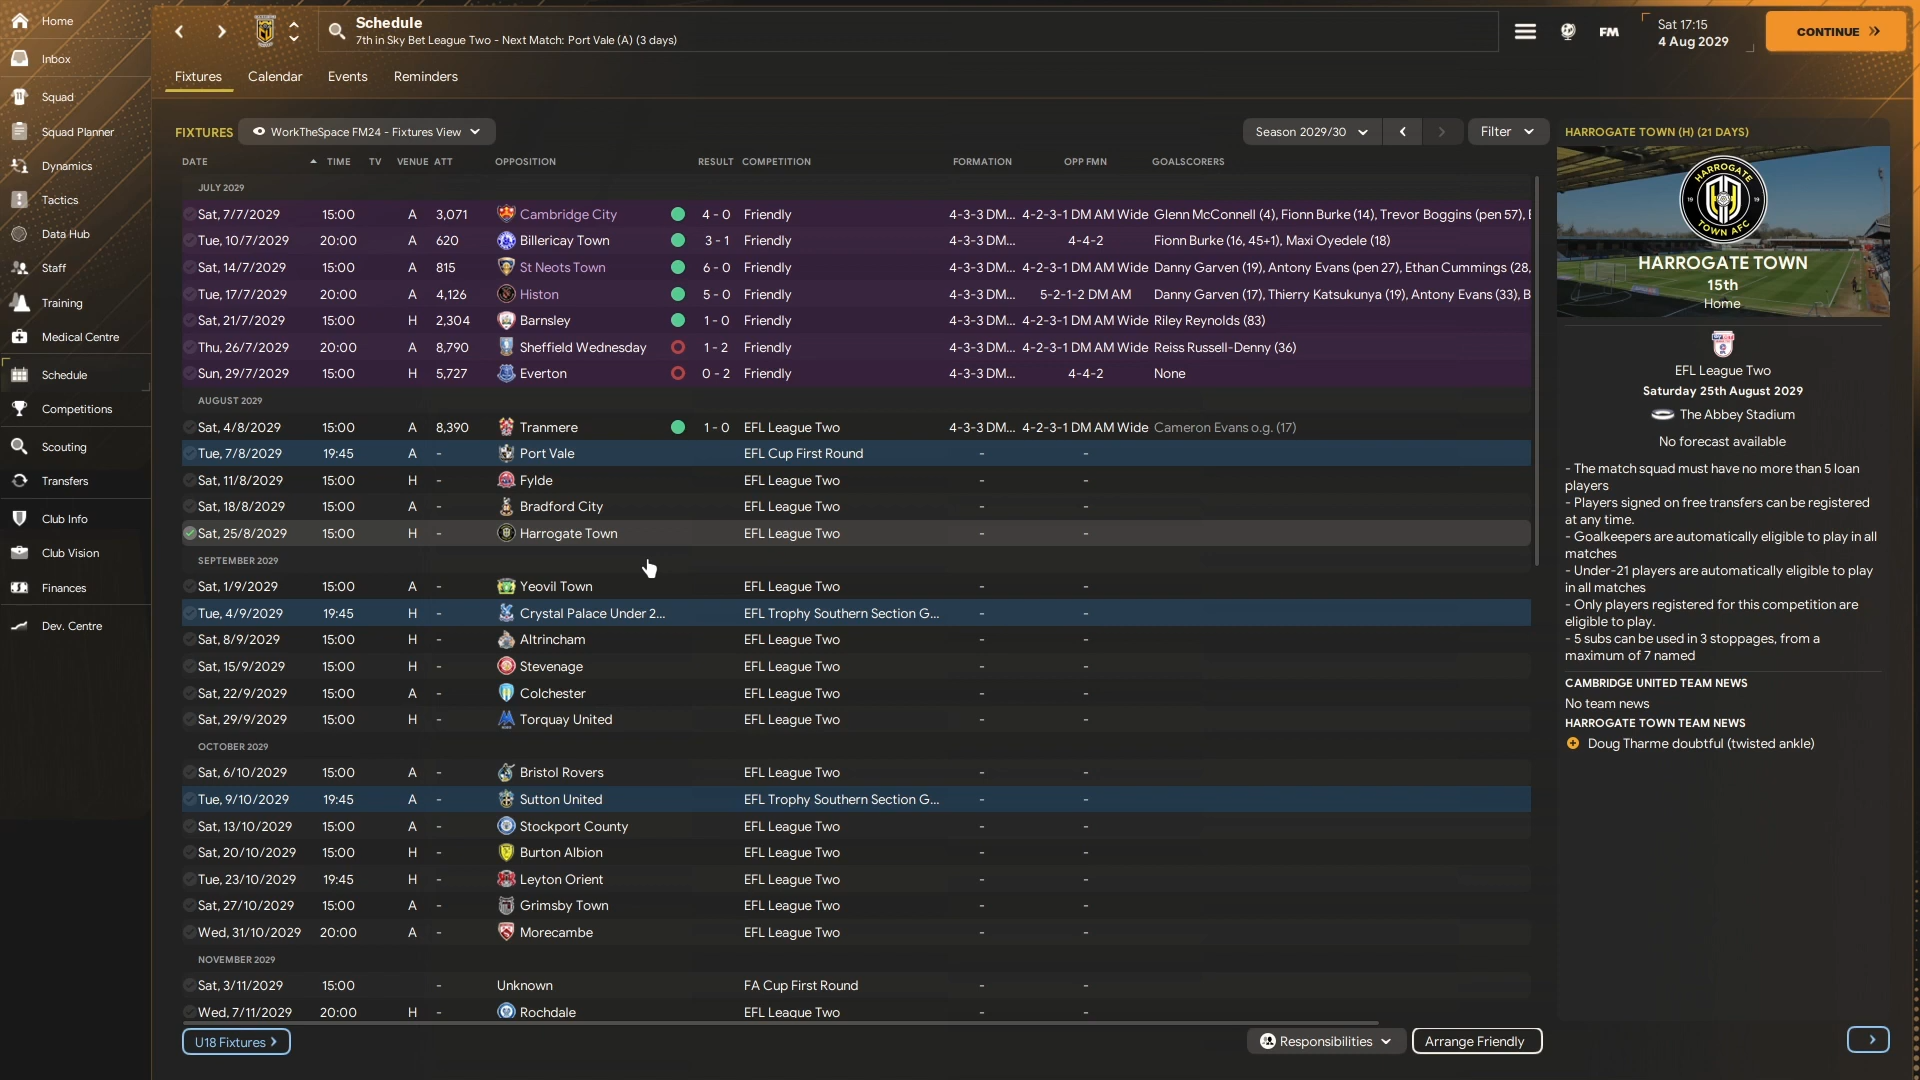 Home
Inbox
Squad
Squad Planner
Dynamics
Tactics
Data Hub
Staff
Training
Medical Centre
Schedule
Competitions
Scouting
Transfers
Club Info
Club Vision
Finances
Dev. Centre
Schedule
7th in Sky Bet League Two - Next Match: Port Vale (A) (3 days)
FM
Sat 17:15
4 Aug 2029
CONTINUE
Fixtures Calendar Events Reminders
FIXTURES WorkTheSpace FM24 - Fixtures View Season 2029/30 Filter
DATE TIME TV VENUE ATT OPPOSITION RESULT COMPETITION FORMATION OPP FMN GOALSCORERS
JULY 2029
Sat, 7/7/2029 15:00 A 3,071 Cambridge City 4 - 0 Friendly 4-3-3 DM... 4-2-3-1 DM AM Wide Glenn McConnell (4), Fionn Burke (14), Trevor Boggins (pen 57),
Tue, 10/7/2029 20:00 A 620 Billericay Town 3 - 1 Friendly 4-3-3 DM... 4-4-2 Fionn Burke (16, 45+1), Maxi Oyedele (18)
Sat, 14/7/2029 15:00 A 815 St Neots Town 6 - 0 Friendly 4-3-3 DM... 4-2-3-1 DM AM Wide Danny Garven (19), Antony Evans (pen 27), Ethan Cummings (28,
Tue, 17/7/2029 20:00 A 4,126 Histon 5 - 0 Friendly 4-3-3 DM... 5-2-1-2 DM AM Danny Garven (17), Thierry Katsukunya (19), Antony Evans (33), B
Sat, 21/7/2029 15:00 H 2,304 Barnsley 1 - 0 Friendly 4-3-3 DM... 4-2-3-1 DM AM Wide Riley Reynolds (83)
Thu, 26/7/2029 20:00 A 8,790 Sheffield Wednesday 1 - 2 Friendly 4-3-3 DM... 4-2-3-1 DM AM Wide Reiss Russell-Denny (36)
Sun, 29/7/2029 15:00 H 5,727 Everton 0 - 2 Friendly 4-3-3 DM... 4-4-2 None
AUGUST 2029
Sat, 4/8/2029 15:00 A 8,390 Tranmere 1 - 0 EFL League Two 4-3-3 DM... 4-2-3-1 DM AM Wide Cameron Evans o.g. (17)
Tue, 7/8/2029 19:45 A - Port Vale EFL Cup First Round - -
Sat, 11/8/2029 15:00 H - Fylde EFL League Two - -
Sat, 18/8/2029 15:00 A - Bradford City EFL League Two - -
Sat, 25/8/2029 15:00 H - Harrogate Town EFL League Two - -
SEPTEMBER 2029
Sat, 1/9/2029 15:00 A - Yeovil Town EFL League Two - -
Tue, 4/9/2029 19:45 H - Crystal Palace Under 2... EFL Trophy Southern Section G... - -
Sat, 8/9/2029 15:00 H - Altrincham EFL League Two - -
Sat, 15/9/2029 15:00 H - Stevenage EFL League Two - -
Sat, 22/9/2029 15:00 A - Colchester EFL League Two - -
Sat, 29/9/2029 15:00 H - Torquay United EFL League Two - -
OCTOBER 2029
Sat, 6/10/2029 15:00 A - Bristol Rovers EFL League Two - -
Tue, 9/10/2029 19:45 A - Sutton United EFL Trophy Southern Section G... - -
Sat, 13/10/2029 15:00 A - Stockport County EFL League Two - -
Sat, 20/10/2029 15:00 H - Burton Albion EFL League Two - -
Tue, 23/10/2029 19:45 H - Leyton Orient EFL League Two - -
Sat, 27/10/2029 15:00 A - Grimsby Town EFL League Two - -
Wed, 31/10/2029 20:00 A - Morecambe EFL League Two - -
NOVEMBER 2029
Sat, 3/11/2029 15:00 - Unknown FA Cup First Round - -
Wed, 7/11/2029 20:00 H - Rochdale EFL League Two - -
U18 Fixtures
Responsibilities
Arrange Friendly
HARROGATE TOWN (H) (21 DAYS)
HARROGATE
19 19
TOWN AFC
HARROGATE TOWN
15th
Home
EFL League Two
Saturday 25th August 2029
The Abbey Stadium
No forecast available
- The match squad must have no more than 5 loan
players
- Players signed on free transfers can be registered
at any time.
- Goalkeepers are automatically eligible to play in all
matches
- Under-21 players are automatically eligible to play
in all matches
- Only players registered for this competition are
eligible to play.
- 5 subs can be used in 3 stoppages, from a
maximum of 7 named
CAMBRIDGE UNITED TEAM NEWS
No team news
HARROGATE TOWN TEAM NEWS
Doug Tharme doubtful (twisted ankle)